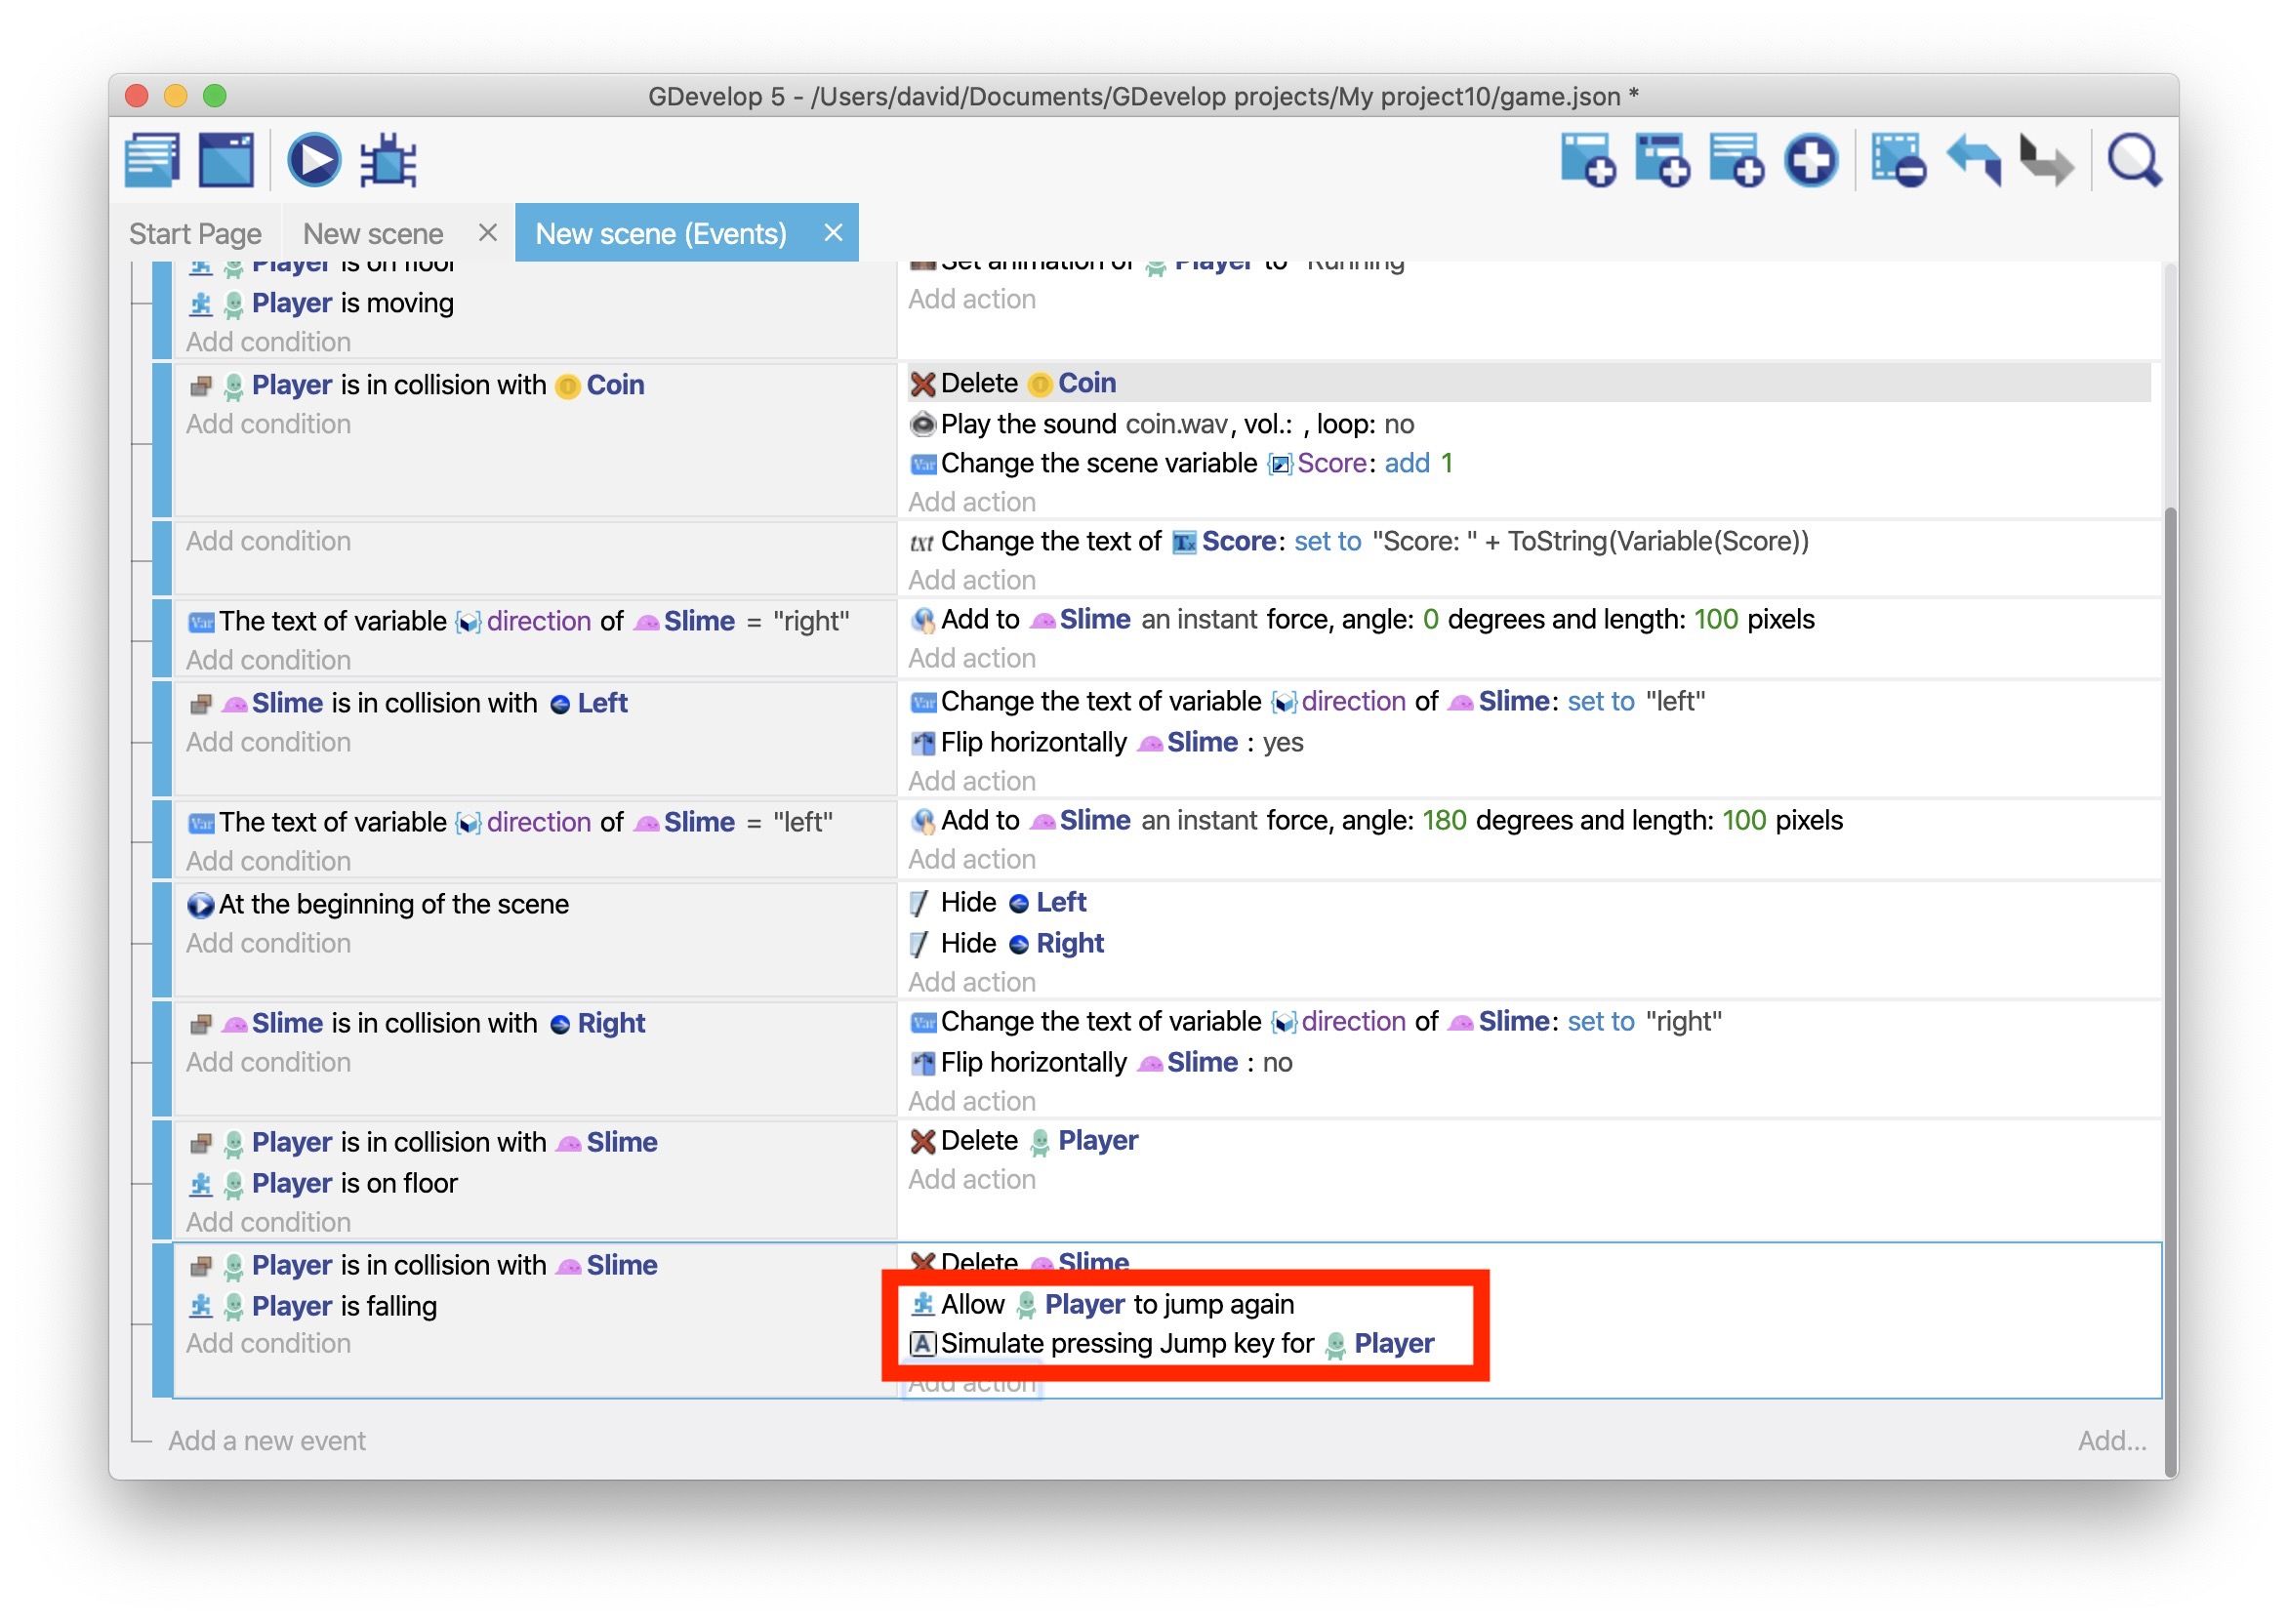 GDevelop 5 - /Users/david/Documents/GDevelop projects/My project10/game.json *
Start Page New scene × New scene (Events) ×
Player is on floor Set animation of Player to "Running"
Player is moving Add action
Add condition
Player is in collision with Coin Delete Coin
Add condition Play the sound coin.wav, vol.: , loop: no
Var Change the scene variable Score: add 1
Add action
Add condition txt Change the text of Tx Score: set to "Score: " + ToString(Variable(Score))
Add action
Var The text of variable direction of Slime = "right" Add to Slime an instant force, angle: 0 degrees and length: 100 pixels
Add condition Add action
Slime is in collision with Left Var Change the text of variable direction of Slime: set to "left"
Add condition Flip horizontally Slime : yes
Add action
Var The text of variable direction of Slime = "left" Add to Slime an instant force, angle: 180 degrees and length: 100 pixels
Add condition Add action
At the beginning of the scene Hide Left
Add condition Hide Right
Add action
Slime is in collision with Right Var Change the text of variable direction of Slime: set to "right"
Add condition Flip horizontally Slime : no
Add action
Player is in collision with Slime Delete Player
Player is on floor Add action
Add condition
Player is in collision with Slime Delete Slime
Player is falling Allow Player to jump again
Add condition A Simulate pressing Jump key for Player
Add action
Add a new event Add...